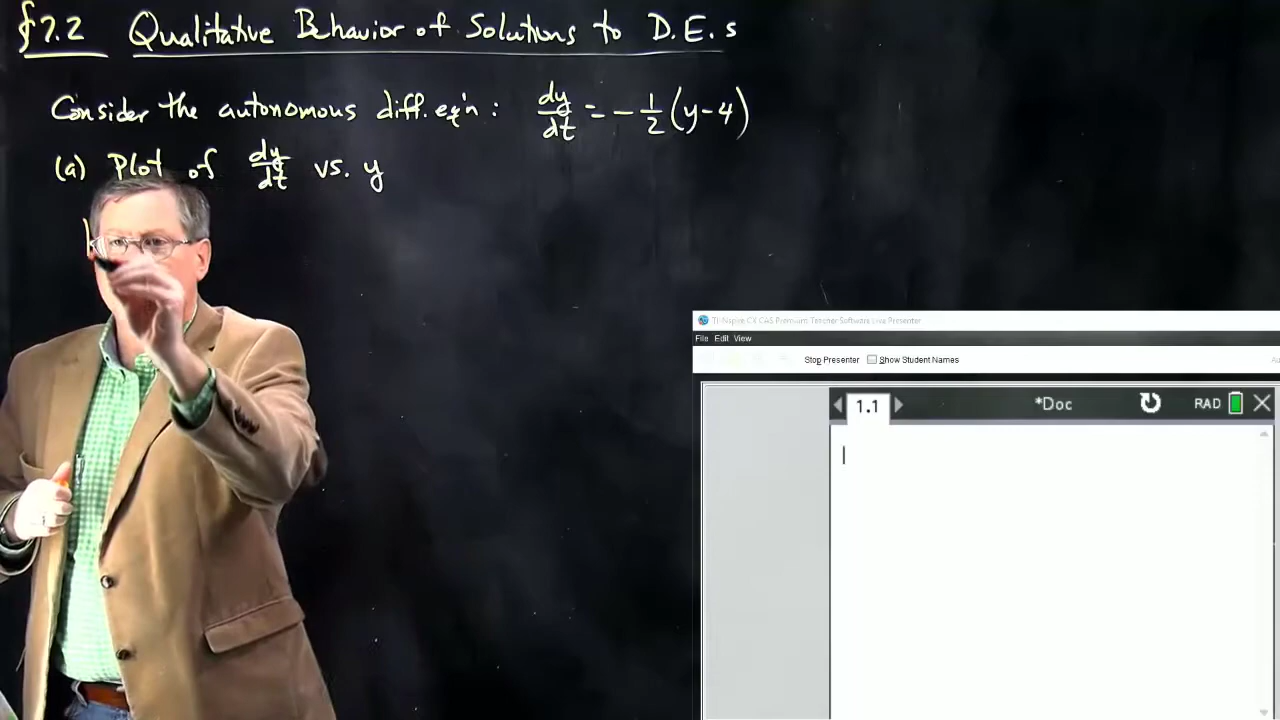 §7.2 Qualitative Behavior of Solutions to D.E.s
Consider the autonomous diff. eq'n: dy/dt = -1/2 (y-4)
(a) Plot of dy/dt vs. y
TI-Nspire CX CAS Premium Teacher Software Live Presenter
File Edit View
Stop Presenter Show Student Names
1.1 *Doc RAD